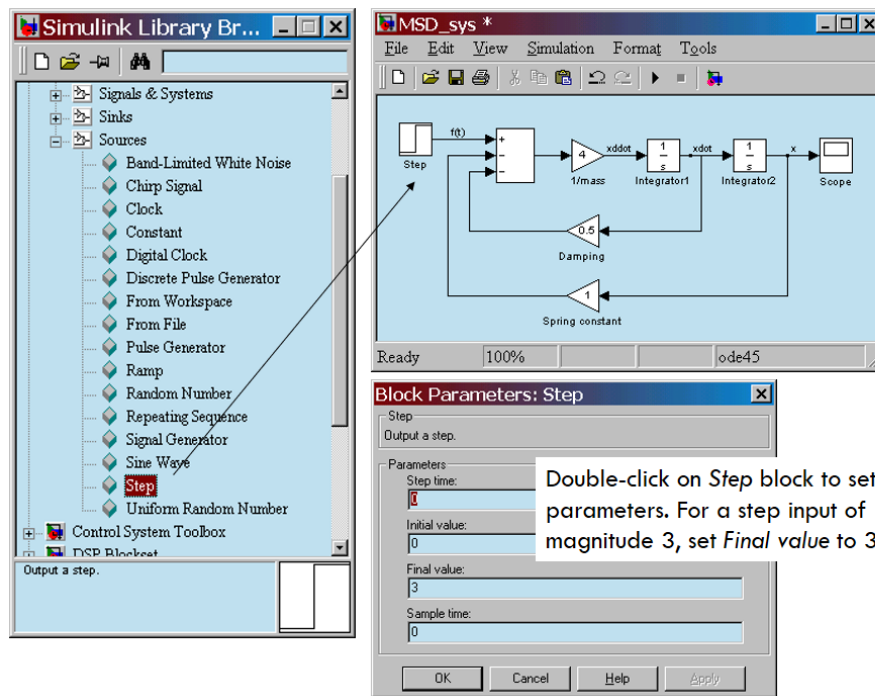 Simulink Library Br...
Signals & Systems
Sinks
Sources
Band-Limited White Noise
Chirp Signal
Clock
Constant
Digital Clock
Discrete Pulse Generator
From Workspace
From File
Pulse Generator
Ramp
Random Number
Repeating Sequence
Signal Generator
Sine Wave
Step
Uniform Random Number
Control System Toolbox
DSP Blockset
Output a step.
MSD_sys *
File Edit View Simulation Format Tools
Step
f(t)
+
−
−
4
1/mass
xddot
1
s
Integrator1
xdot
1
s
Integrator2
x
Scope
0.5
Damping
1
Spring constant
Ready 100% ode45
Block Parameters: Step
Step
Output a step.
Parameters
Step time:
0
Initial value:
0
Final value:
3
Sample time:
0
OK Cancel Help Apply
Double-click on Step block to set
parameters. For a step input of
magnitude 3, set Final value to 3